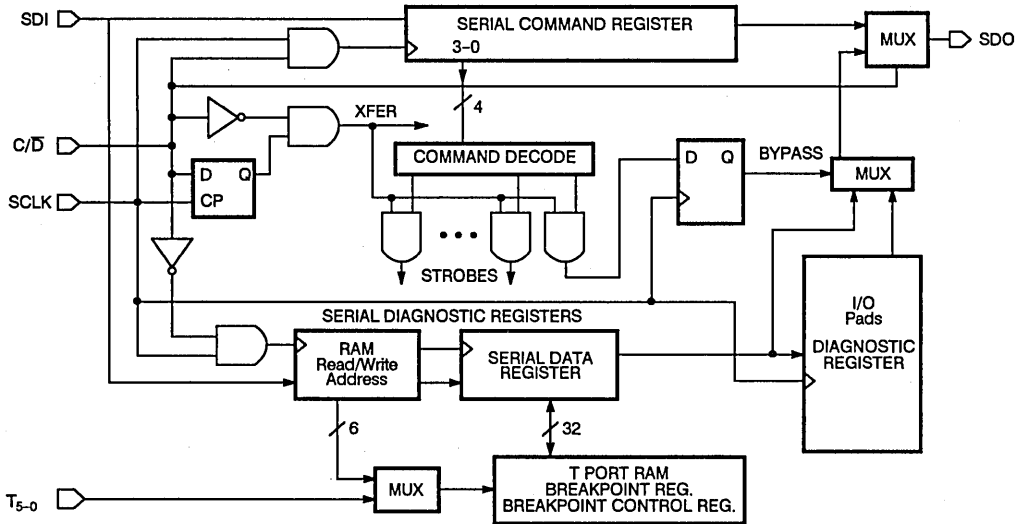 SDI
SERIAL COMMAND REGISTER
3–0
MUX
SDO
4
XFER
C/D̅
COMMAND DECODE
D Q
BYPASS
D Q
CP
MUX
SCLK
STROBES
SERIAL DIAGNOSTIC REGISTERS
I/O
Pads
DIAGNOSTIC
REGISTER
RAM
Read/Write
Address
SERIAL DATA
REGISTER
6
32
T5–0
MUX
T PORT RAM
BREAKPOINT REG.
BREAKPOINT CONTROL REG.